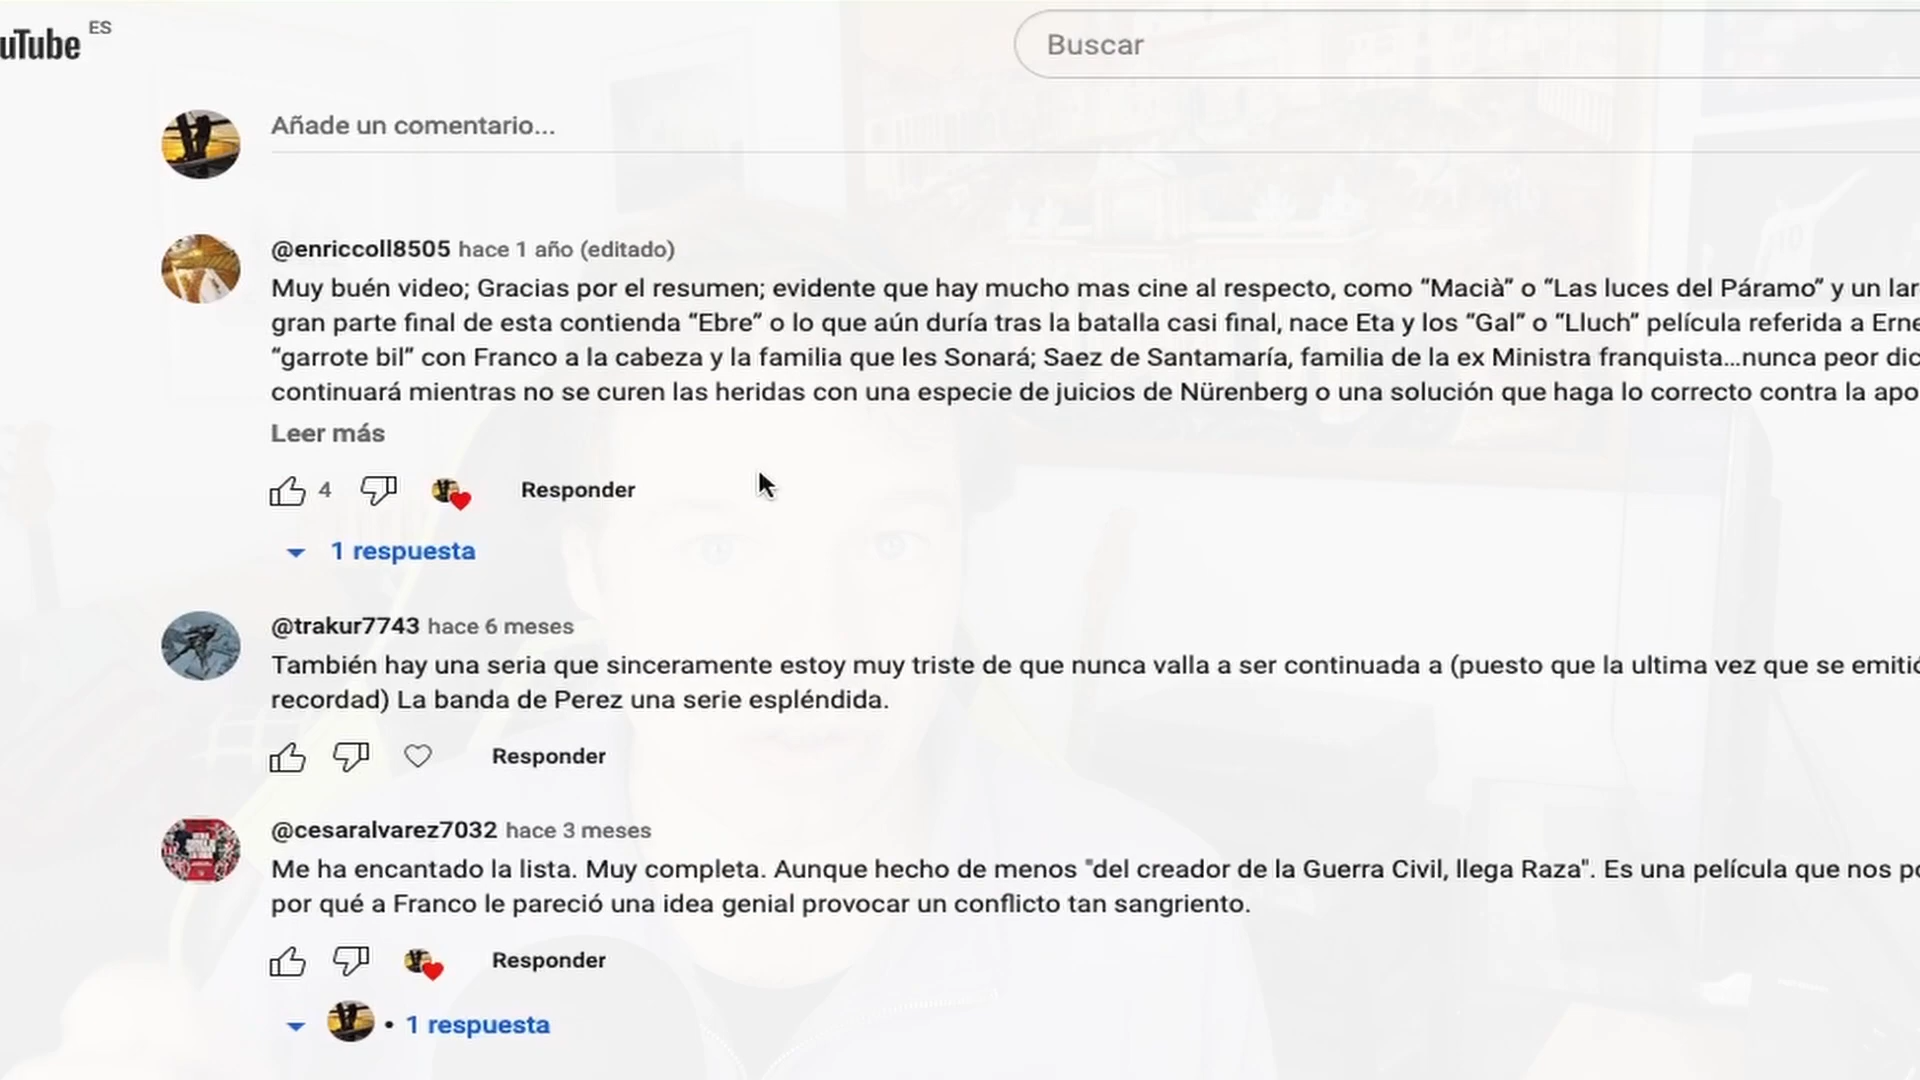 uTube ES
Buscar
Añade un comentario...
@enriccoll8505 hace 1 año (editado)
Muy buén video; Gracias por el resumen; evidente que hay mucho mas cine al respecto, como “Macià” o “Las luces del Páramo” y un lar
gran parte final de esta contienda “Ebre” o lo que aún duría tras la batalla casi final, nace Eta y los “Gal” o “Lluch” película referida a Erne
“garrote bil” con Franco a la cabeza y la familia que les Sonará; Saez de Santamaría, familia de la ex Ministra franquista...nunca peor dic
continuará mientras no se curen las heridas con una especie de juicios de Nürenberg o una solución que haga lo correcto contra la apo
Leer más
4 Responder
1 respuesta
@trakur7743 hace 6 meses
También hay una seria que sinceramente estoy muy triste de que nunca valla a ser continuada a (puesto que la ultima vez que se emitió
recordad) La banda de Perez una serie espléndida.
Responder
@cesaralvarez7032 hace 3 meses
Me ha encantado la lista. Muy completa. Aunque hecho de menos "del creador de la Guerra Civil, llega Raza". Es una película que nos po
por qué a Franco le pareció una idea genial provocar un conflicto tan sangriento.
Responder
• 1 respuesta